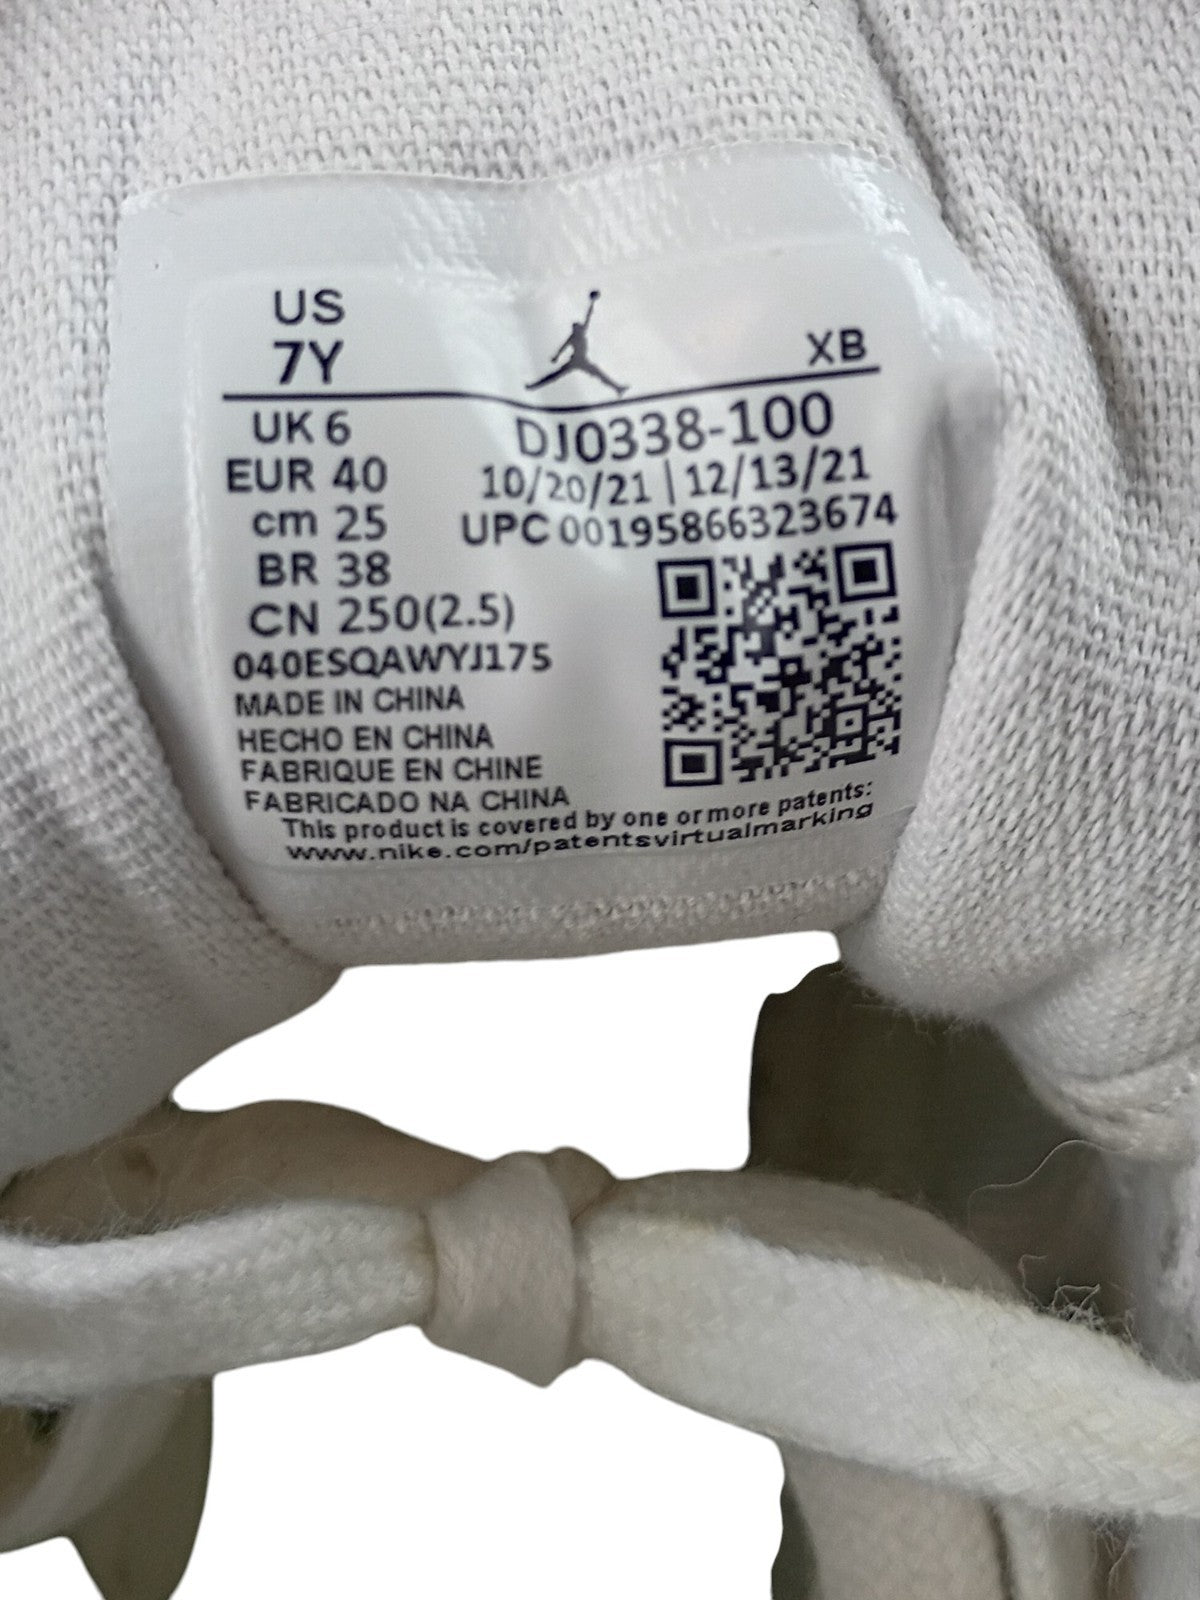 US
7Y
XB
UK 6
EUR 40
cm 25
BR 38
CN 250(2.5)
DJ0338-100
10/20/21 | 12/13/21
UPC 00195866323674
040ESQAWYJ175
MADE IN CHINA
HECHO EN CHINA
FABRIQUE EN CHINE
FABRICADO NA CHINA
This product is covered by one or more patents:
www.nike.com/patentsvirtualmarking